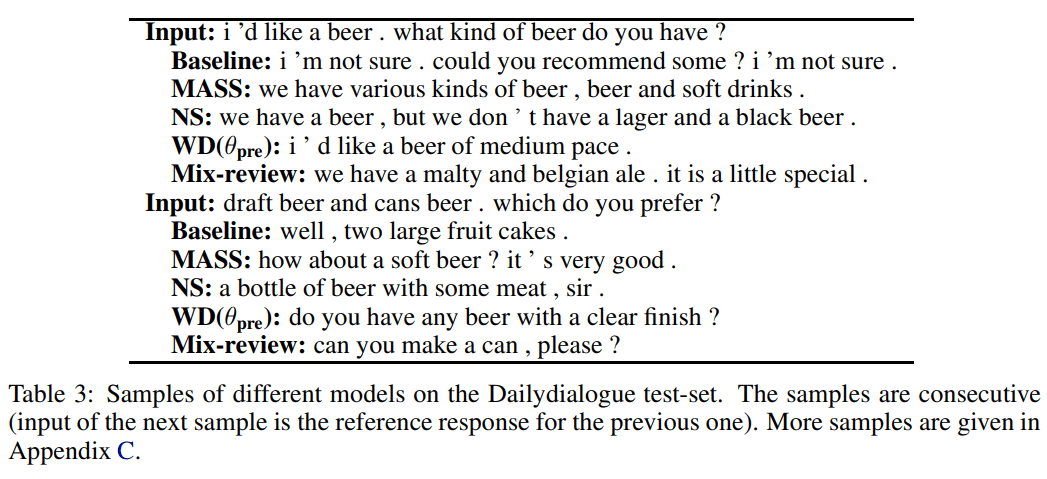 Input: i ’d like a beer . what kind of beer do you have ?
Baseline: i ’m not sure . could you recommend some ? i ’m not sure .
MASS: we have various kinds of beer , beer and soft drinks .
NS: we have a beer , but we don ’ t have a lager and a black beer .
WD(θpre): i ’ d like a beer of medium pace .
Mix-review: we have a malty and belgian ale . it is a little special .
Input: draft beer and cans beer . which do you prefer ?
Baseline: well , two large fruit cakes .
MASS: how about a soft beer ? it ’ s very good .
NS: a bottle of beer with some meat , sir .
WD(θpre): do you have any beer with a clear finish ?
Mix-review: can you make a can , please ?
Table 3: Samples of different models on the Dailydialogue test-set. The samples are consecutive
(input of the next sample is the reference response for the previous one). More samples are given in
Appendix C.